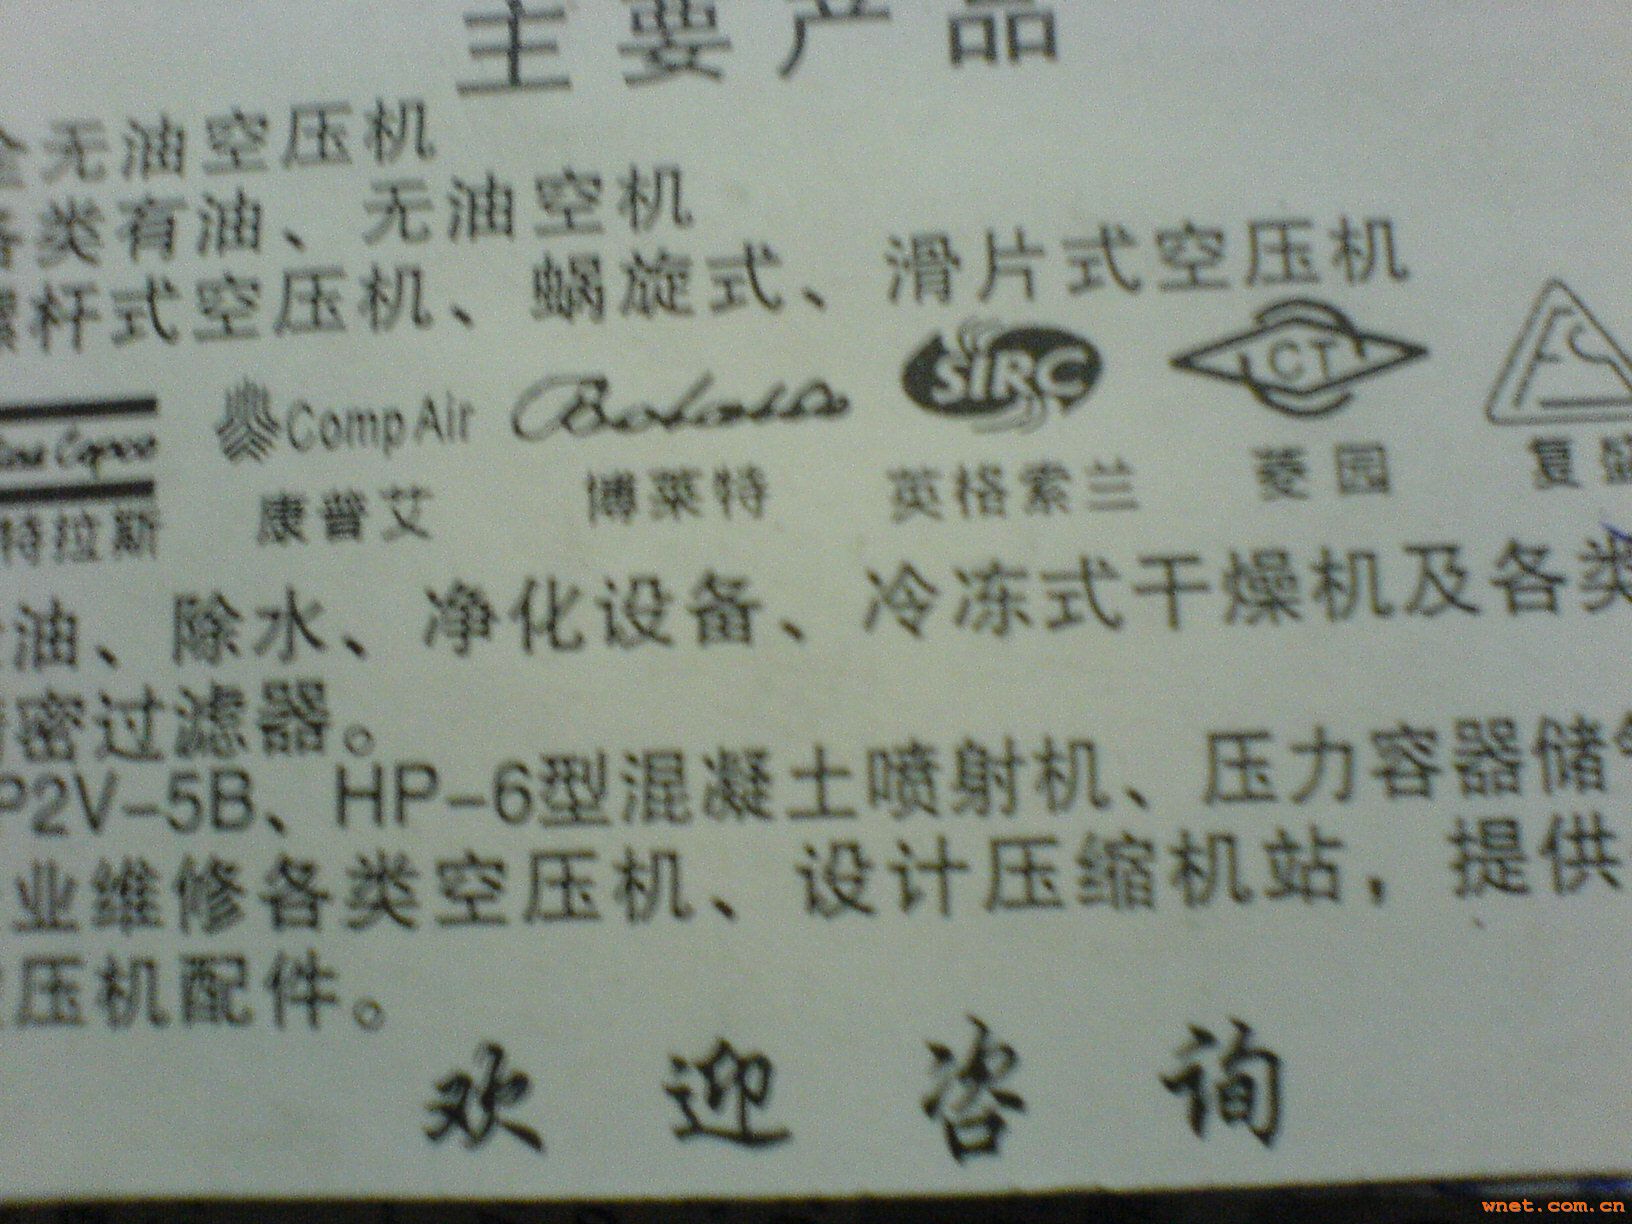 主要产品
全无油空压机
各类有油、无油空机
螺杆式空压机、蜗旋式、滑片式空压机
Copco CompAir Bolaite SIRC CT FS
特拉斯 康普艾 博莱特 英格索兰 菱园 复盛
油、除水、净化设备、冷冻式干燥机及各类
密过滤器。
P2V-5B、HP-6型混凝土喷射机、压力容器储气
业维修各类空压机、设计压缩机站，提供
压机配件。
欢迎咨询
wnet.com.cn